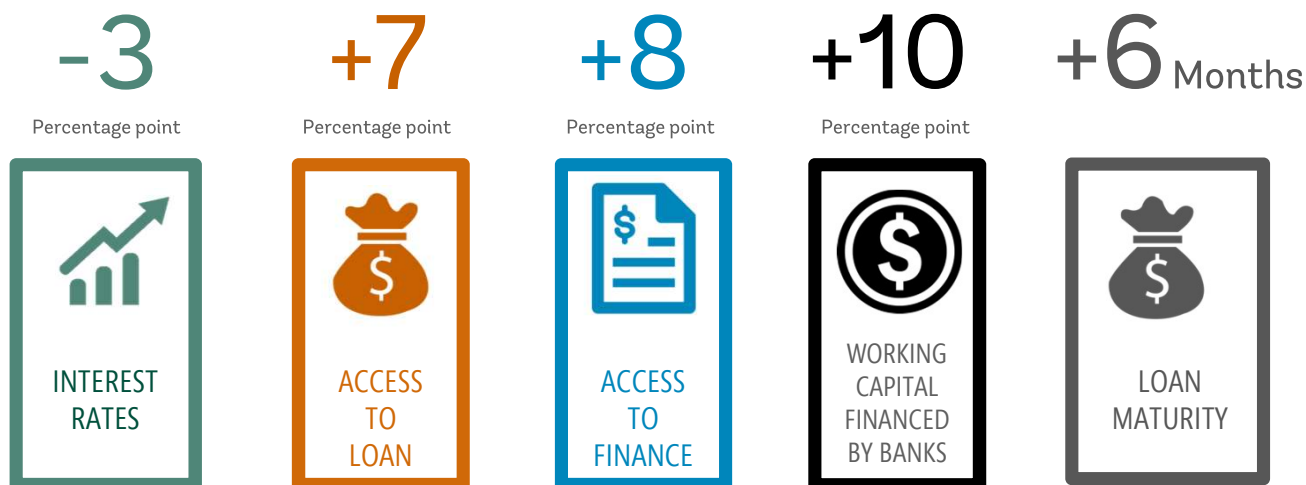 -3
Percentage point
$
INTEREST
RATES
+7
Percentage point
$
ACCESS
TO
LOAN
+8
Percentage point
$
ACCESS
TO
FINANCE
+10
Percentage point
$
WORKING
CAPITAL
FINANCED
BY BANKS
+6 Months
$
LOAN
MATURITY